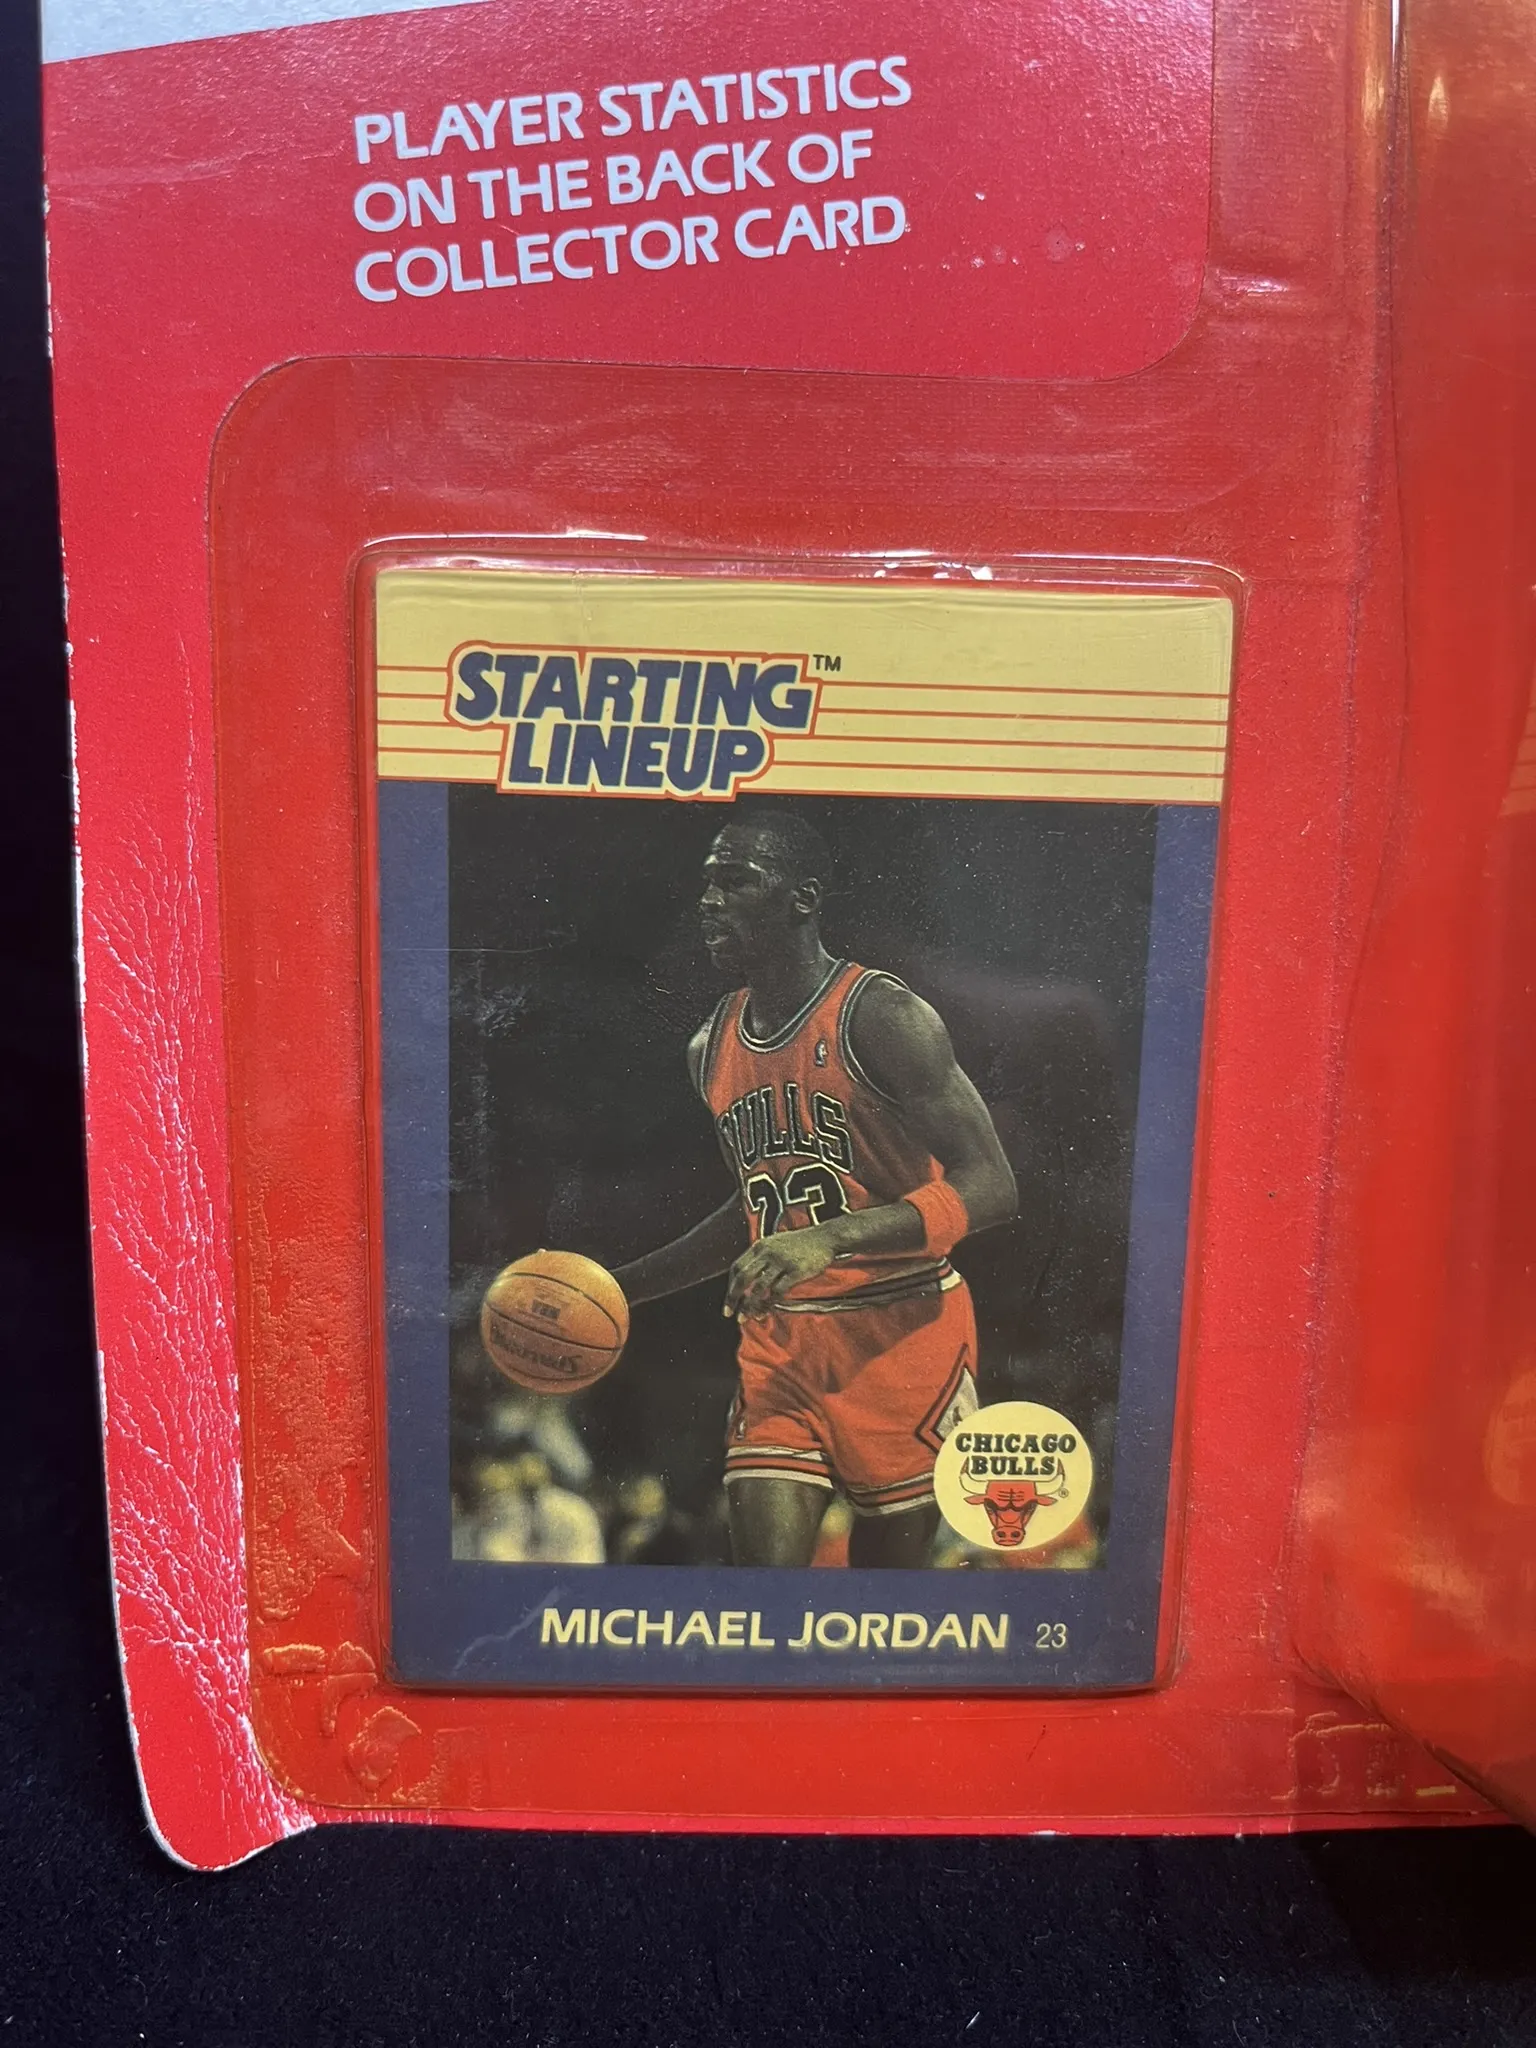 PLAYER STATISTICS
ON THE BACK OF
COLLECTOR CARD
STARTING™
LINEUP
BULLS
23
CHICAGO
BULLS®
MICHAEL JORDAN 23